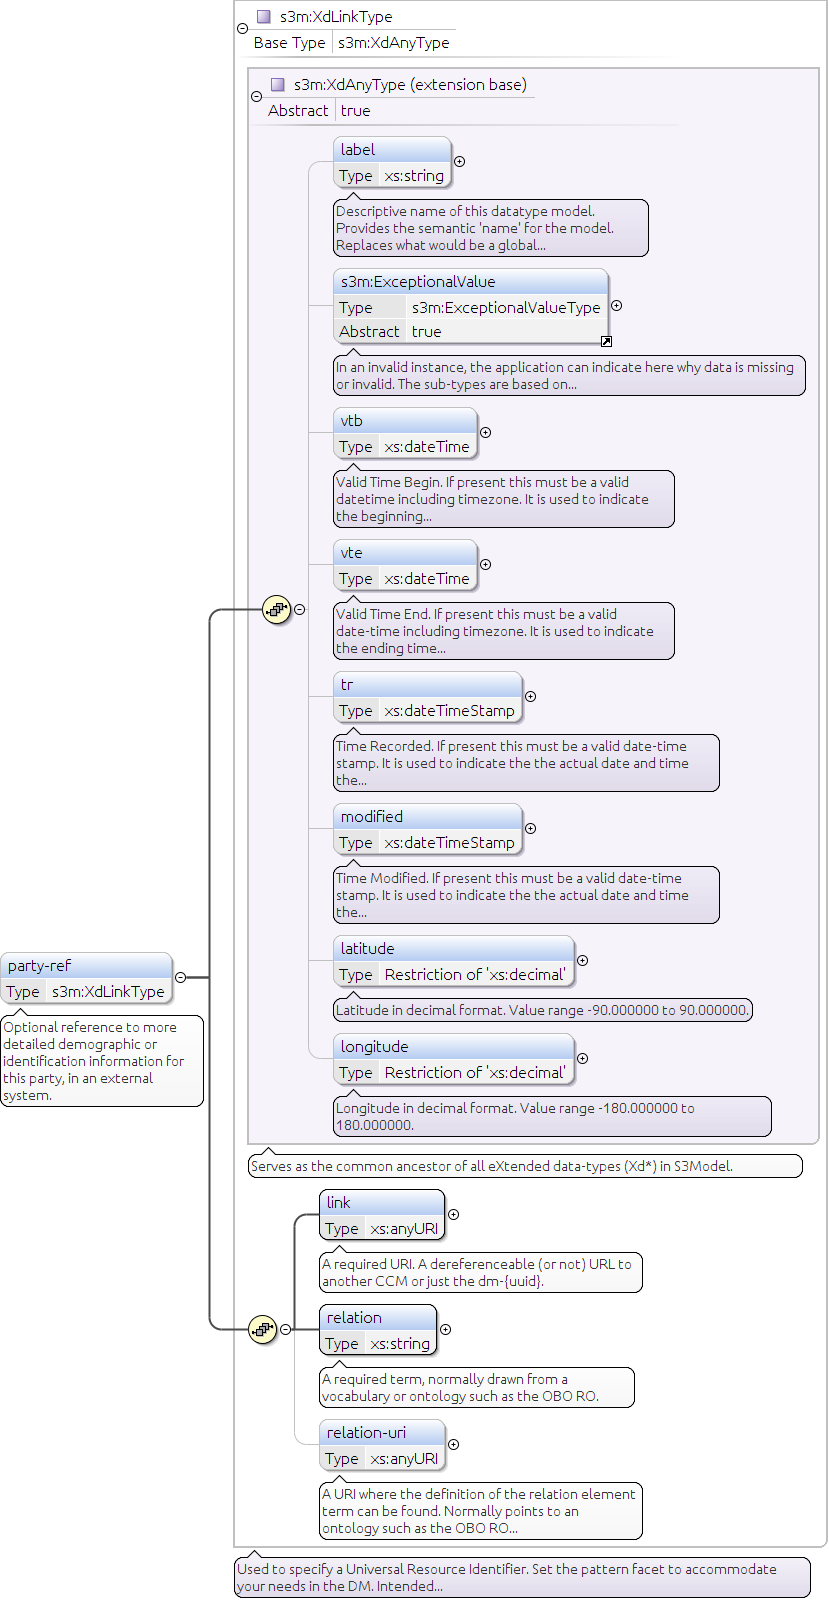 s3m:XdLinkType
Base Type s3m:XdAnyType
s3m:XdAnyType (extension base)
Abstract true
label
Type xs:string
Descriptive name of this datatype model.
Provides the semantic 'name' for the model.
Replaces what would be a global...
s3m:ExceptionalValue
Type s3m:ExceptionalValueType
Abstract true
In an invalid instance, the application can indicate here why data is missing
or invalid. The sub-types are based on...
vtb
Type xs:dateTime
Valid Time Begin. If present this must be a valid
datetime including timezone. It is used to indicate
the beginning...
vte
Type xs:dateTime
Valid Time End. If present this must be a valid
date-time including timezone. It is used to indicate
the ending time...
tr
Type xs:dateTimeStamp
Time Recorded. If present this must be a valid date-time
stamp. It is used to indicate the the actual date and time
the...
modified
Type xs:dateTimeStamp
Time Modified. If present this must be a valid date-time
stamp. It is used to indicate the the actual date and time
the...
party-ref
Type s3m:XdLinkType
Optional reference to more
detailed demographic or
identification information for
this party, in an external
system.
latitude
Type Restriction of 'xs:decimal'
Latitude in decimal format. Value range -90.000000 to 90.000000.
longitude
Type Restriction of 'xs:decimal'
Longitude in decimal format. Value range -180.000000 to
180.000000.
Serves as the common ancestor of all eXtended data-types (Xd*) in S3Model.
link
Type xs:anyURI
A required URI. A dereferenceable (or not) URL to
another CCM or just the dm-{uuid}.
relation
Type xs:string
A required term, normally drawn from a
vocabulary or ontology such as the OBO RO.
relation-uri
Type xs:anyURI
A URI where the definition of the relation element
term can be found. Normally points to an
ontology such as the OBO RO...
Used to specify a Universal Resource Identifier. Set the pattern facet to accommodate
your needs in the DM. Intended...